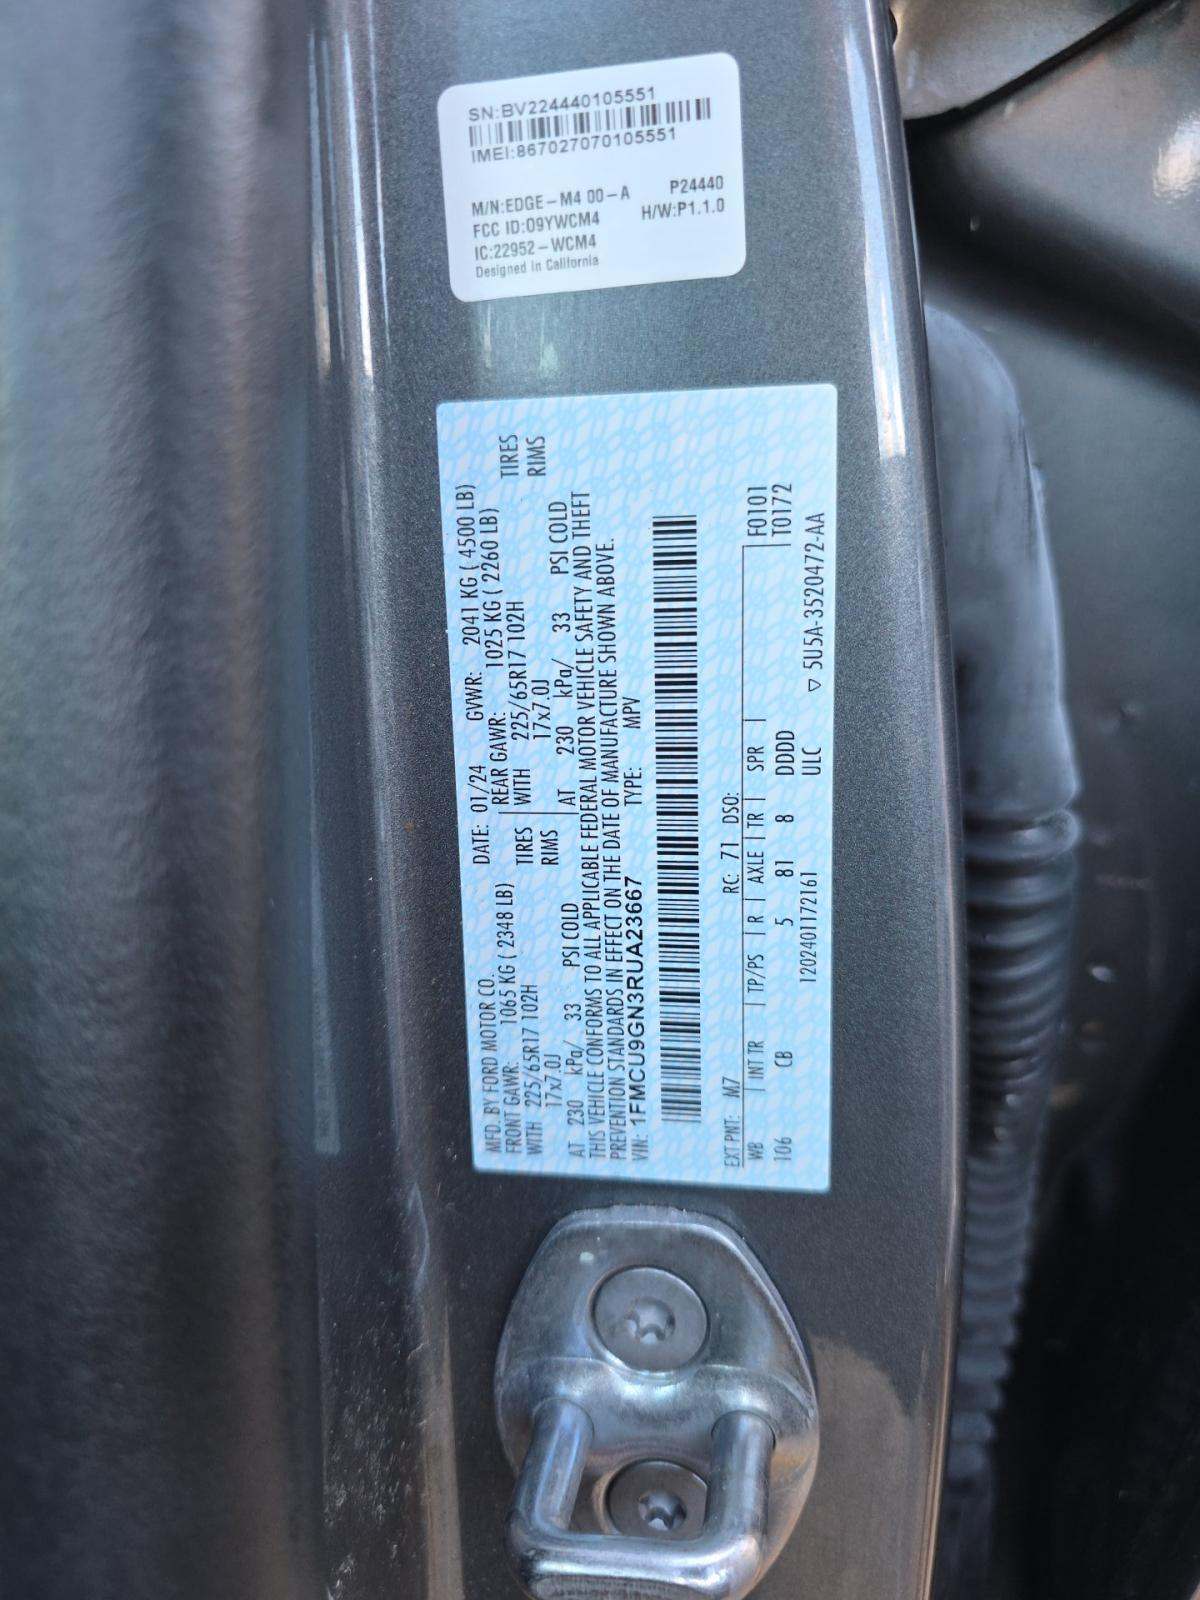 SN:BV224440105551
IMEI:867027070105551
M/N:EDGE-M4 00-A P24440
FCC ID:O9YWCM4 H/W:P1.1.0
IC:22952-WCM4
Designed in California
MFD. BY FORD MOTOR CO. DATE: 01/24 GVWR: 2041 KG ( 4500 LB)
FRONT GAWR: 1065 KG ( 2348 LB) REAR GAWR: 1025 KG ( 2260 LB)
WITH 225/65R17 102H TIRES WITH 225/65R17 102H TIRES
17x7.0J RIMS 17x7.0J RIMS
AT 230 kPa/ 33 PSI COLD AT 230 kPa/ 33 PSI COLD
THIS VEHICLE CONFORMS TO ALL APPLICABLE FEDERAL MOTOR VEHICLE SAFETY AND THEFT
PREVENTION STANDARDS IN EFFECT ON THE DATE OF MANUFACTURE SHOWN ABOVE.
VIN: 1FMCU9GN3RUA23667 TYPE: MPV
EXT PNT: M7 RC: 71 DSO:
WB | INT TR | TP/PS | R | AXLE | TR | SPR | F0101
106 CB 5 81 8 DDDD T0172
1202401172161 ULC ▽ 5U5A-3520472-AA